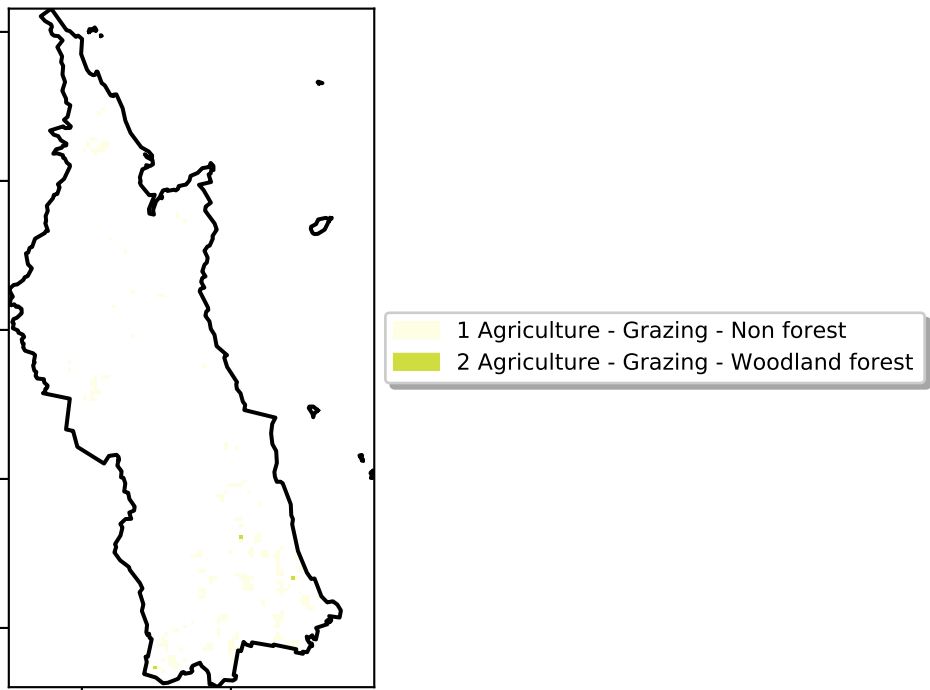 1 Agriculture - Grazing - Non forest
2 Agriculture - Grazing - Woodland forest